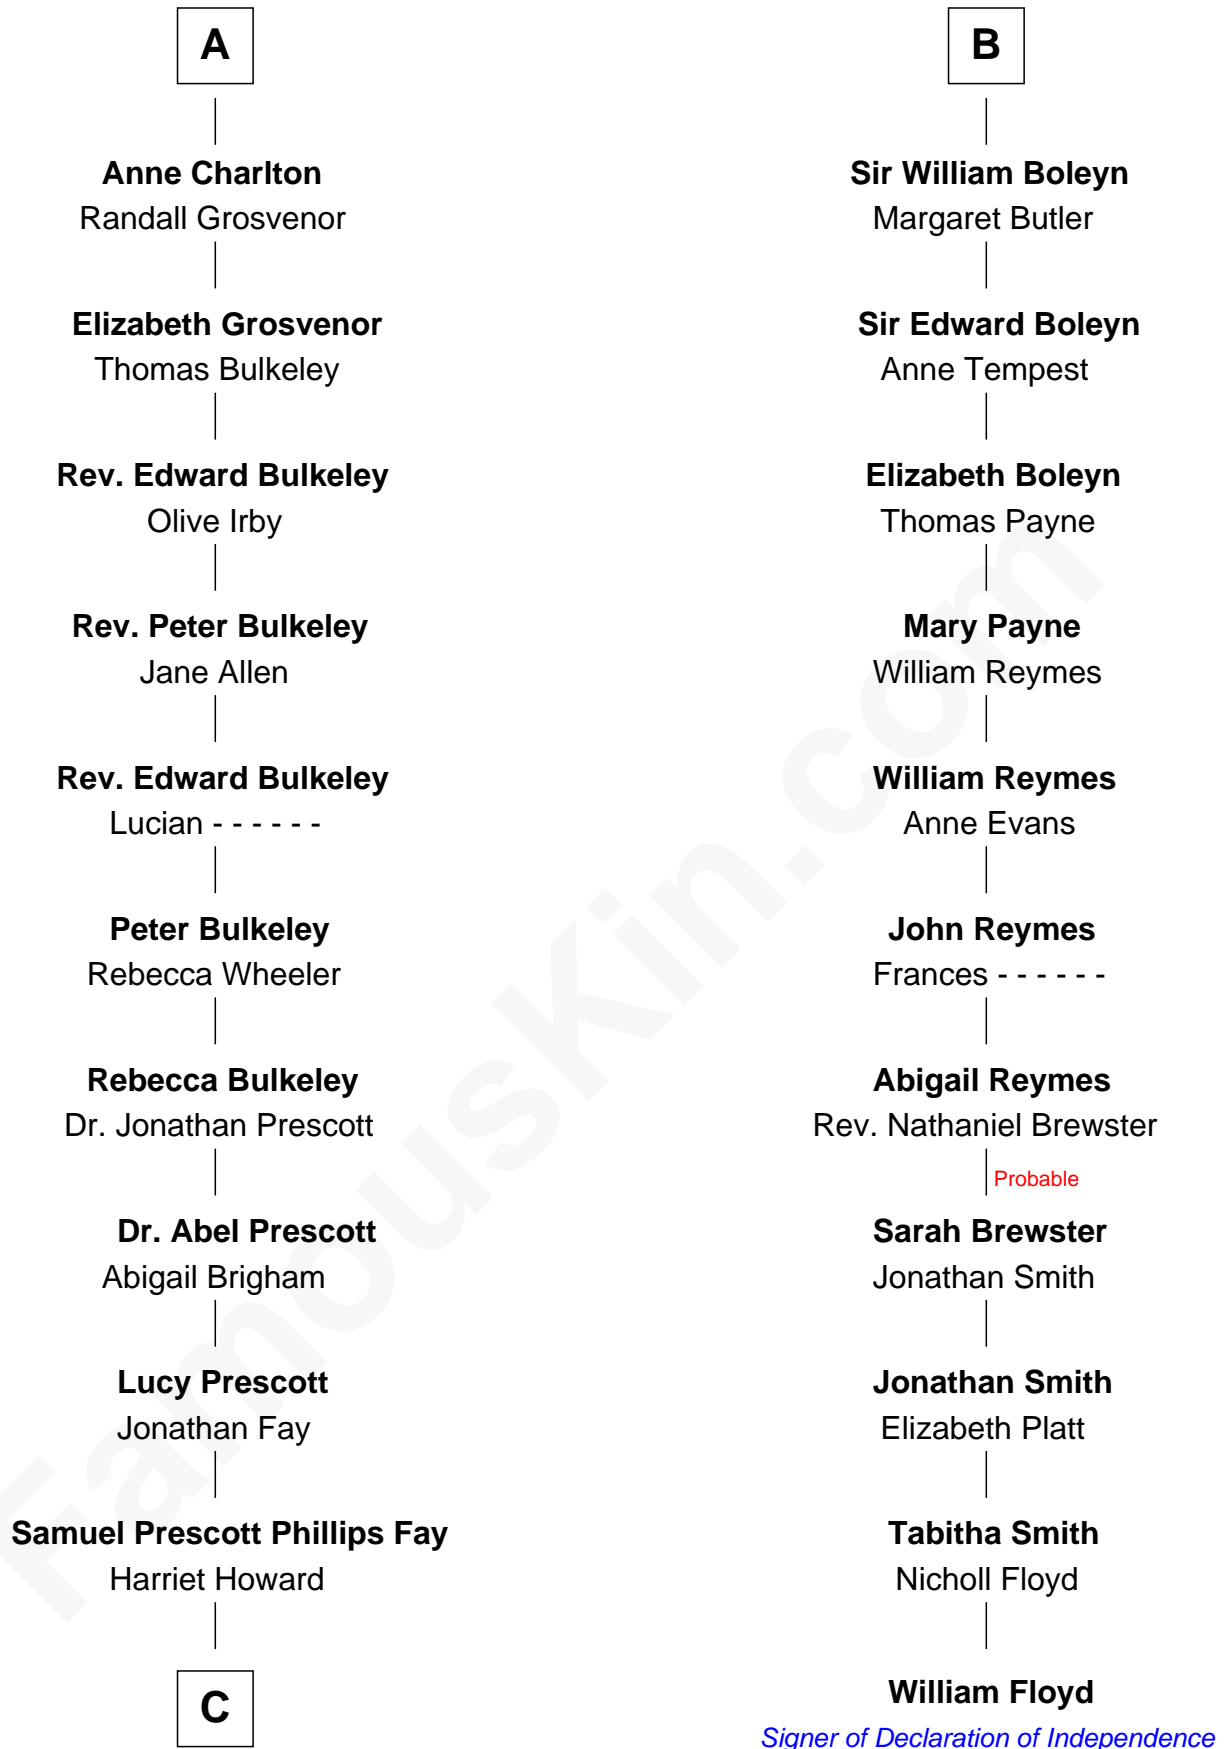 A
Anne Charlton
Randall Grosvenor
Elizabeth Grosvenor
Thomas Bulkeley
Rev. Edward Bulkeley
Olive Irby
Rev. Peter Bulkeley
Jane Allen
Rev. Edward Bulkeley
Lucian - - - - - -
Peter Bulkeley
Rebecca Wheeler
Rebecca Bulkeley
Dr. Jonathan Prescott
Dr. Abel Prescott
Abigail Brigham
Lucy Prescott
Jonathan Fay
Samuel Prescott Phillips Fay
Harriet Howard
C
B
Sir William Boleyn
Margaret Butler
Sir Edward Boleyn
Anne Tempest
Elizabeth Boleyn
Thomas Payne
Mary Payne
William Reymes
William Reymes
Anne Evans
John Reymes
Frances - - - - - -
Abigail Reymes
Rev. Nathaniel Brewster
Probable
Sarah Brewster
Jonathan Smith
Jonathan Smith
Elizabeth Platt
Tabitha Smith
Nicholl Floyd
William Floyd
Signer of Declaration of Independence
FamousKin.com